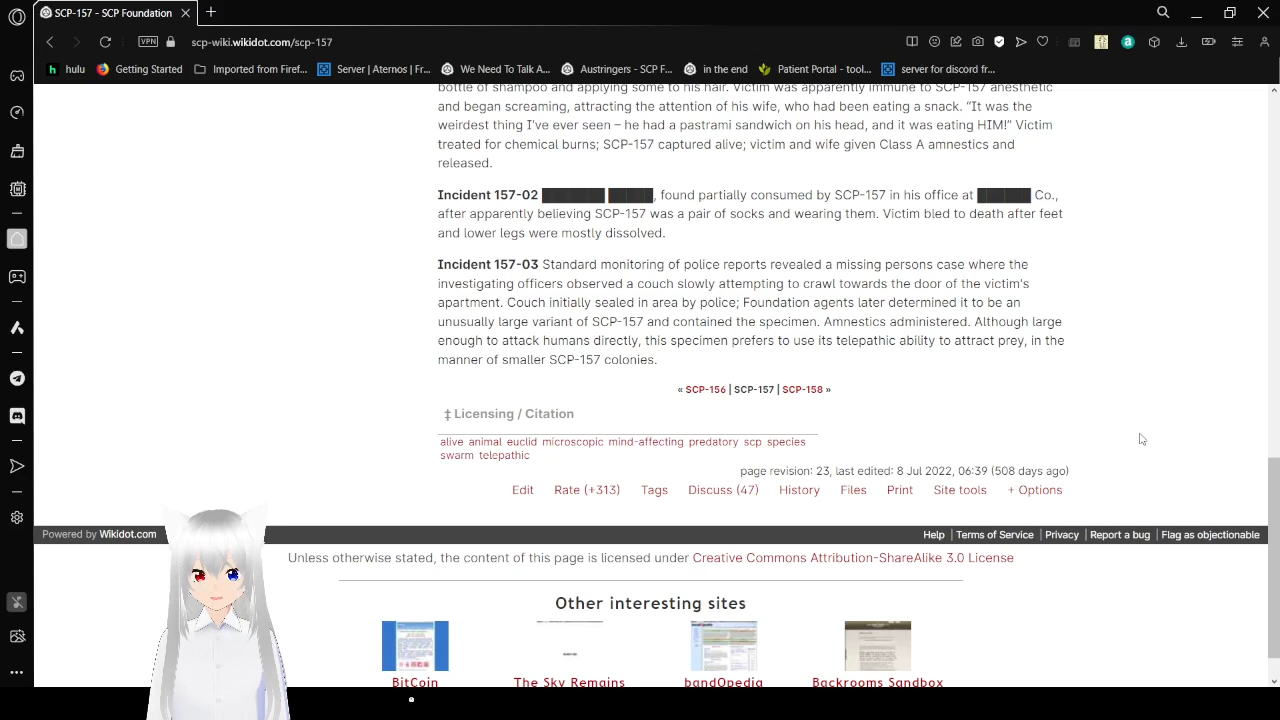 SCP-157 - SCP Foundation
VPN
scp-wiki.wikidot.com/scp-157
hulu
Getting Started
Imported from Firef...
Server | Aternos | Fr...
We Need To Talk A...
Austringers - SCP F...
in the end
Patient Portal - tool...
server for discord fr...
bottle of shampoo and applying some to his hair. Victim was apparently immune to SCP-157 anesthetic
and began screaming, attracting the attention of his wife, who had been eating a snack. “It was the
weirdest thing I've ever seen – he had a pastrami sandwich on his head, and it was eating HIM!” Victim
treated for chemical burns; SCP-157 captured alive; victim and wife given Class A amnestics and
released.
Incident 157-02 ███████ █████, found partially consumed by SCP-157 in his office at ██████ Co.,
after apparently believing SCP-157 was a pair of socks and wearing them. Victim bled to death after feet
and lower legs were mostly dissolved.
Incident 157-03 Standard monitoring of police reports revealed a missing persons case where the
investigating officers observed a couch slowly attempting to crawl towards the door of the victim's
apartment. Couch initially sealed in area by police; Foundation agents later determined it to be an
unusually large variant of SCP-157 and contained the specimen. Amnestics administered. Although large
enough to attack humans directly, this specimen prefers to use its telepathic ability to attract prey, in the
manner of smaller SCP-157 colonies.
« SCP-156 | SCP-157 | SCP-158 »
‡ Licensing / Citation
alive animal euclid microscopic mind-affecting predatory scp species
swarm telepathic
page revision: 23, last edited: 8 Jul 2022, 06:39 (508 days ago)
Edit Rate (+313) Tags Discuss (47) History Files Print Site tools + Options
Powered by Wikidot.com
Help | Terms of Service | Privacy | Report a bug | Flag as objectionable
Unless otherwise stated, the content of this page is licensed under Creative Commons Attribution-ShareAlike 3.0 License
Other interesting sites
BitCoin
The Sky Remains
bandOpedia
Backrooms Sandbox